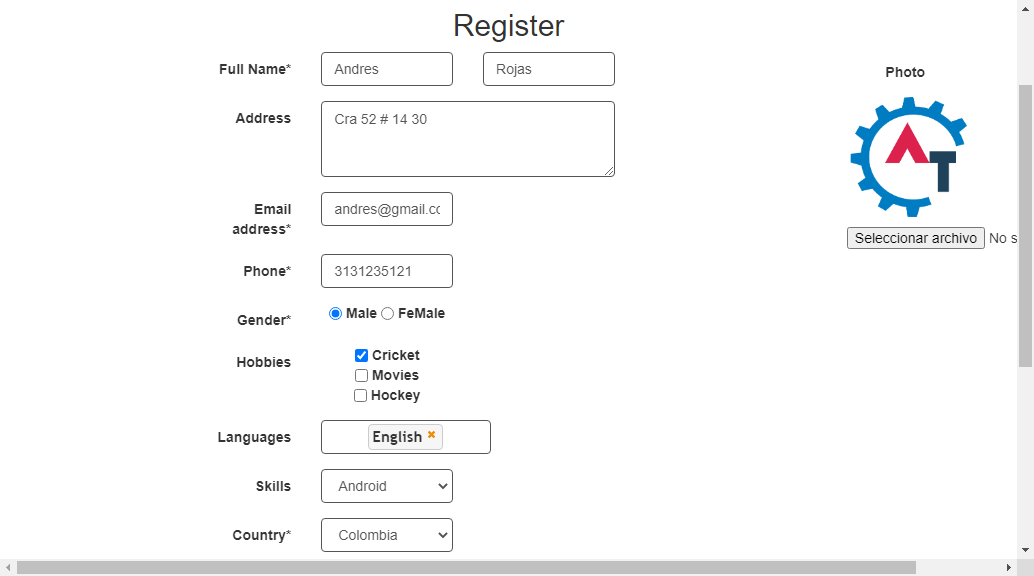 Register
Full Name* Andres Rojas
Photo
Address Cra 52 # 14 30
AT
Email address* andres@gmail.cc
Seleccionar archivo No s
Phone* 3131235121
Gender* Male FeMale
Hobbies Cricket
Movies
Hockey
Languages English ×
Skills Android
Country* Colombia